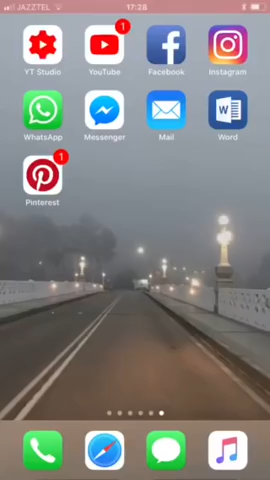 JAZZTEL 17:28
1
YT Studio YouTube Facebook Instagram
WhatsApp Messenger Mail Word
W
1
Pinterest